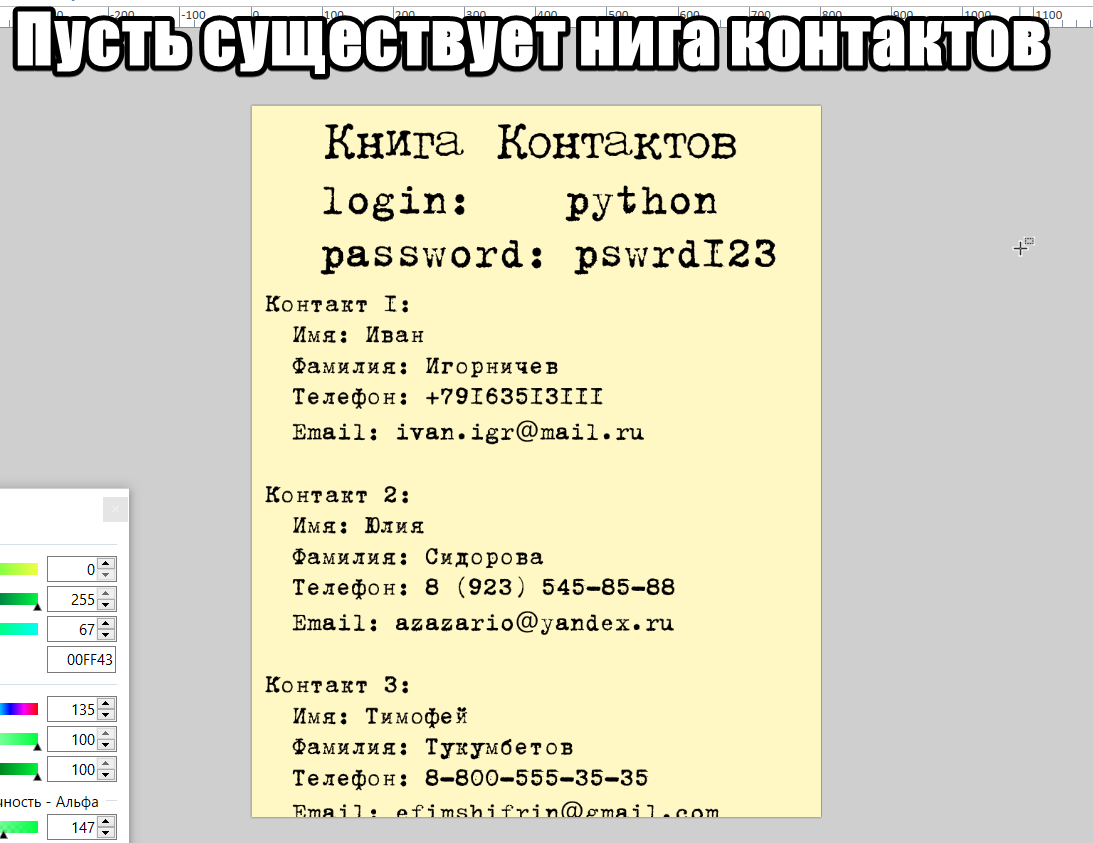 -200 -100 0 100 200 300 400 500 600 700 800 900 1000 1100
Пусть существует нига контактов
Книга Контактов
login: python
password: pswrd123
Контакт 1:
Имя: Иван
Фамилия: Игорничев
Телефон: +79163513111
Email: ivan.igr@mail.ru
Контакт 2:
Имя: Юлия
Фамилия: Сидорова
Телефон: 8 (923) 545-85-88
Email: azazario@yandex.ru
Контакт 3:
Имя: Тимофей
Фамилия: Тукумбетов
Телефон: 8-800-555-35-35
Email: efimshifrin@gmail.com
0
255
67
00FF43
135
100
100
- Альфа
147